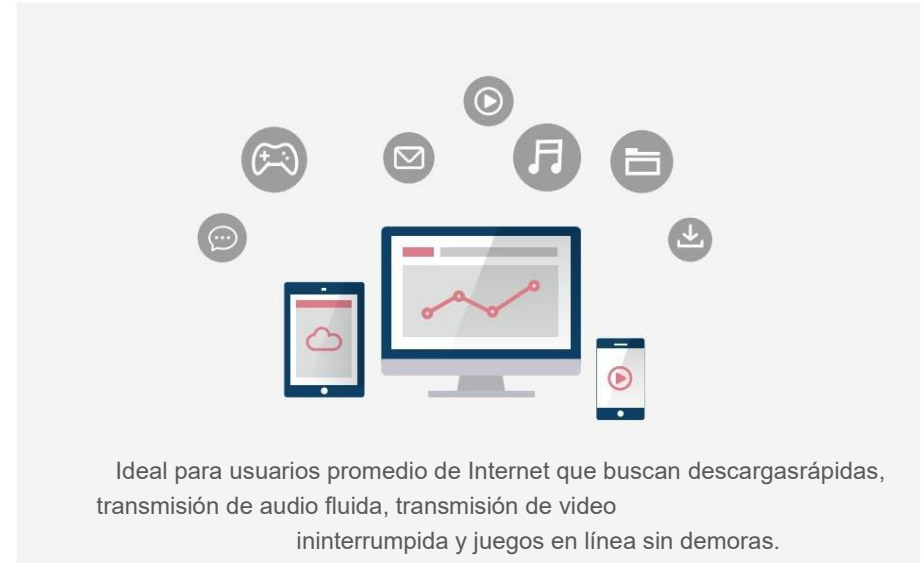 Ideal para usuarios promedio de Internet que buscan descargasrápidas,
transmisión de audio fluida, transmisión de video
ininterrumpida y juegos en línea sin demoras.